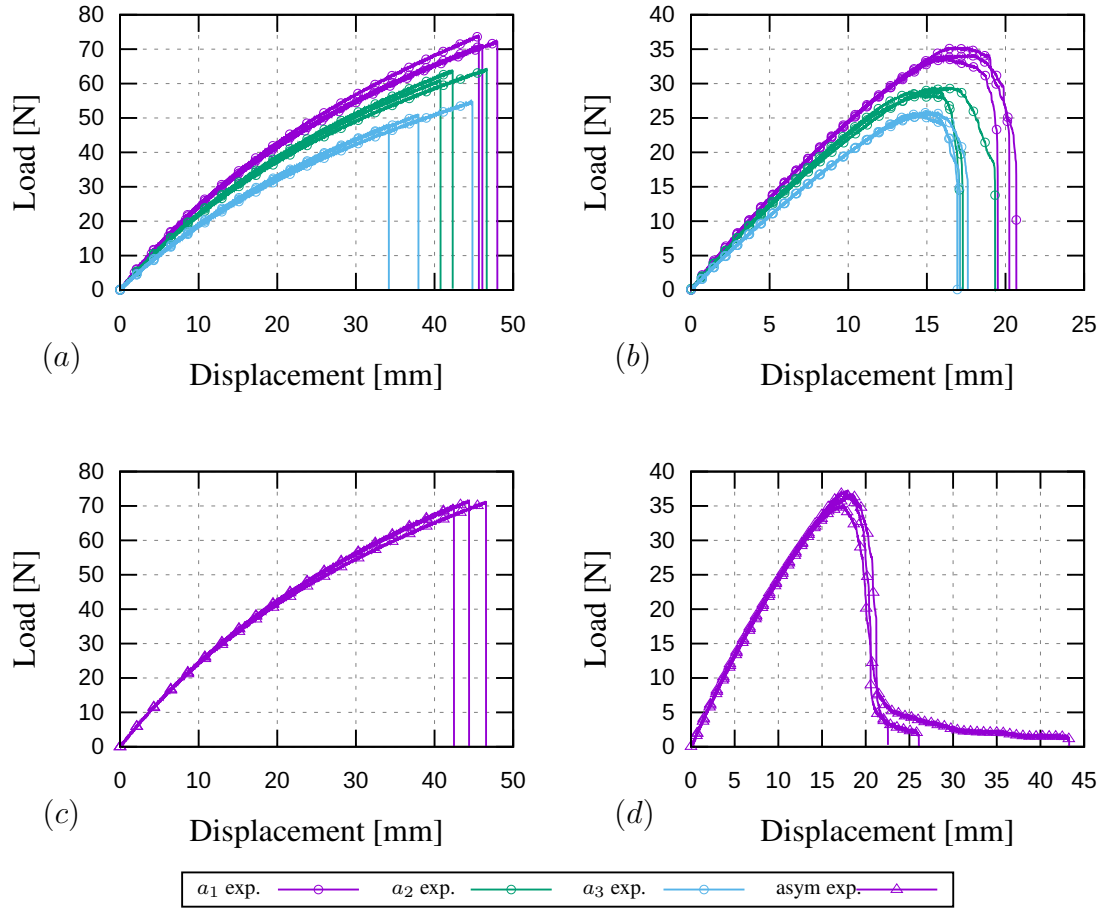 80
70
60
50
40
30
20
10
0
Load [N]
0 10 20 30 40 50
(a)
Displacement [mm]
40
35
30
25
20
15
10
5
0
Load [N]
0 5 10 15 20 25
(b)
Displacement [mm]
80
70
60
50
40
30
20
10
0
Load [N]
0 10 20 30 40 50
(c)
Displacement [mm]
40
35
30
25
20
15
10
5
0
Load [N]
0 5 10 15 20 25 30 35 40 45
(d)
Displacement [mm]
a₁ exp. a₂ exp. a₃ exp. asym exp.